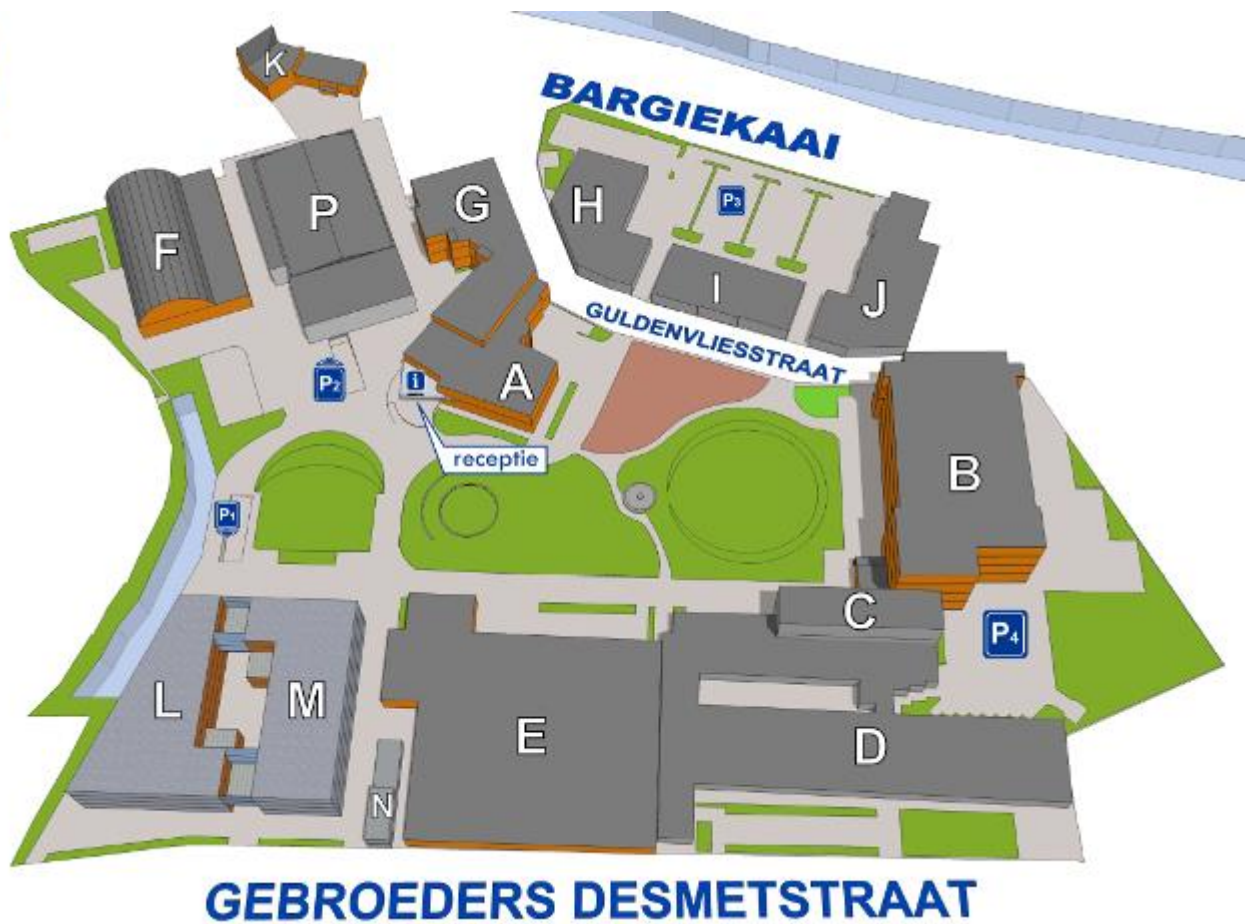 K
BARGIEKAAI
F
P
G
H
P3
I
J
GULDENVLIESSTRAAT
P2
i
A
receptie
B
P1
C
P4
L
M
E
D
N
GEBROEDERS DESMETSTRAAT